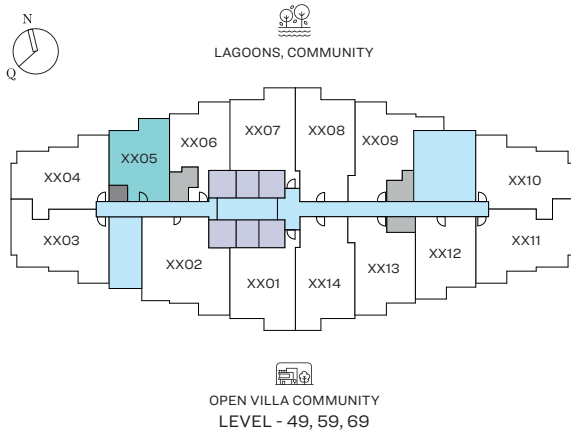 N
Q
LAGOONS, COMMUNITY
XX07
XX08
XX06
XX09
XX05
XX04
XX10
XX03
XX11
XX02
XX12
XX13
XX01
XX14
OPEN VILLA COMMUNITY
LEVEL - 49, 59, 69